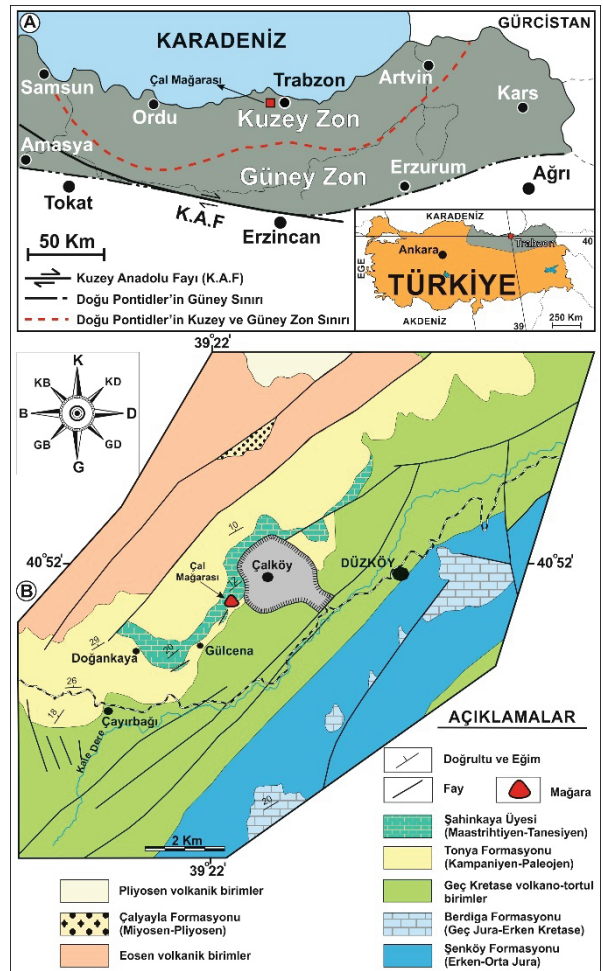 A
KARADENİZ
GÜRCİSTAN
Samsun
Çal Mağarası
Trabzon
Artvin
Ordu
Kuzey Zon
Kars
Amasya
Güney Zon
Erzurum
Ağrı
Tokat
K.A.F
Erzincan
50 Km
Kuzey Anadolu Fayı (K.A.F)
Doğu Pontidler'in Güney Sınırı
Doğu Pontidler'in Kuzey ve Güney Zon Sınırı
KARADENİZ
40
Trabzon
Ankara
EGE
TÜRKİYE
AKDENİZ
39
250 Km
39° 22'
K
KB
KD
B
D
GB
GD
G
10
40° 52'
40° 52'
B
Çal
Mağarası
Çalköy
DÜZKÖY
29
20
Doğankaya
Gülcena
26
18
Çayırbağı
Kale Dere
20
2 Km
39° 22'
AÇIKLAMALAR
Doğrultu ve Eğim
Fay
Mağara
Şahinkaya Üyesi
(Maastrihtiyen-Tanesiyen)
Tonya Formasyonu
(Kampaniyen-Paleojen)
Geç Kretase volkano-tortul
birimler
Berdiga Formasyonu
(Geç Jura-Erken Kretase)
Şenköy Formasyonu
(Erken-Orta Jura)
Pliyosen volkanik birimler
Çalyayla Formasyonu
(Miyosen-Pliyosen)
Eosen volkanik birimler